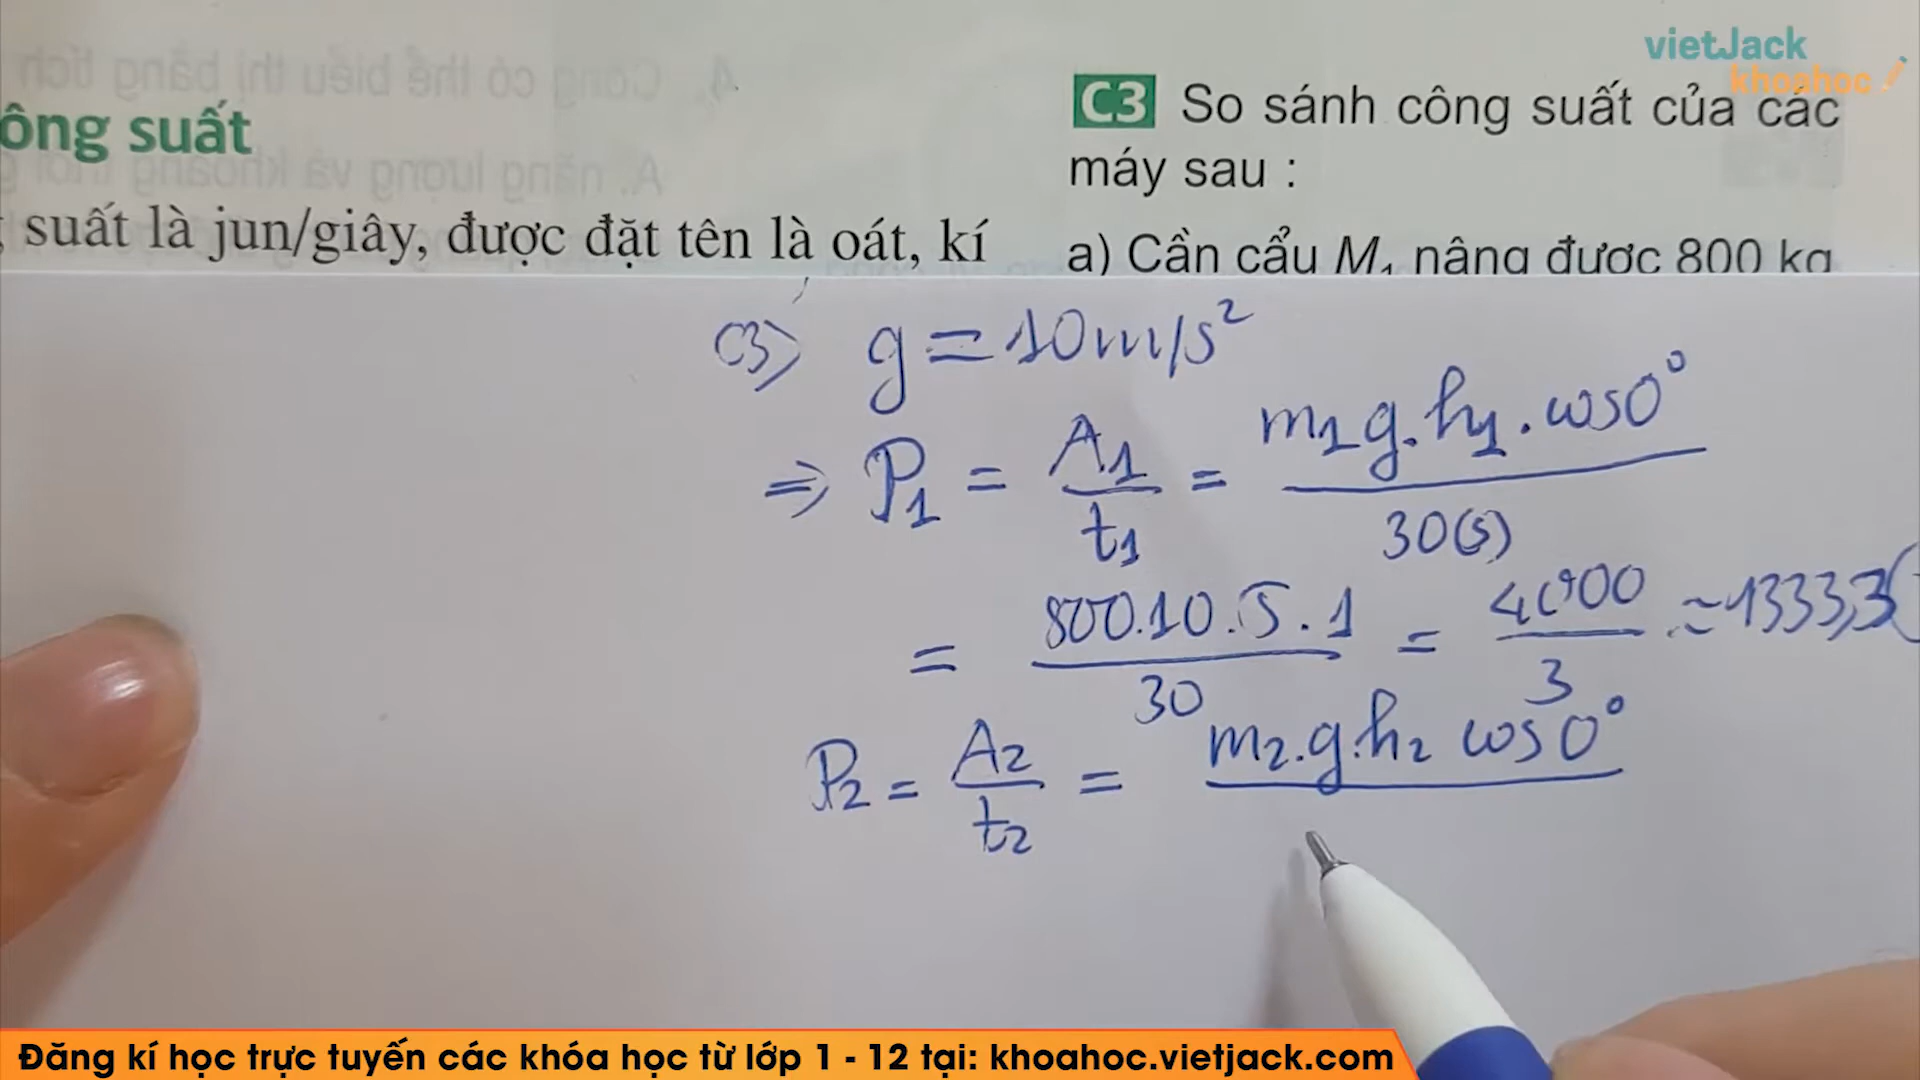 vietJack
khoahoc
ông suất
suất là jun/giây, được đặt tên là oát, kí
C3 So sánh công suất của các
máy sau :
a) Cần cẩu M₁ nâng được 800 kg
C3) g = 10m/s²
=> P₁ = A₁/t₁ = m₁g.h₁.cos0°/30(s)
= 800.10.5.1/30 = 4000/3 ≈ 1333,3(
P₂ = A₂/t₂ = m₂.g.h₂ cos0°
Đăng kí học trực tuyến các khóa học từ lớp 1 - 12 tại: khoahoc.vietjack.com